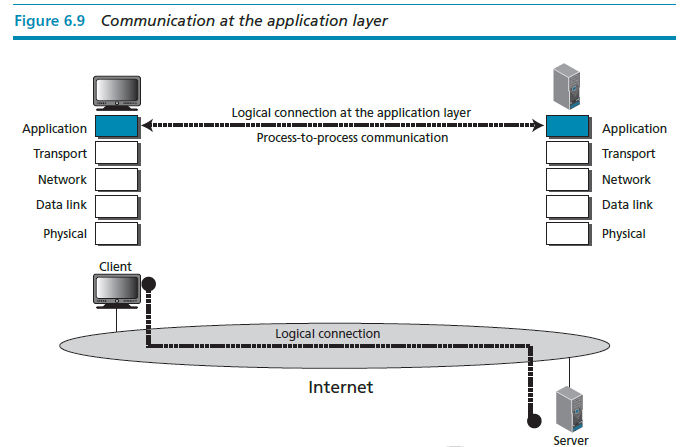 Figure 6.9 Communication at the application layer
Logical connection at the application layer
Process-to-process communication
Application
Transport
Network
Data link
Physical
Application
Transport
Network
Data link
Physical
Client
Logical connection
Internet
Server